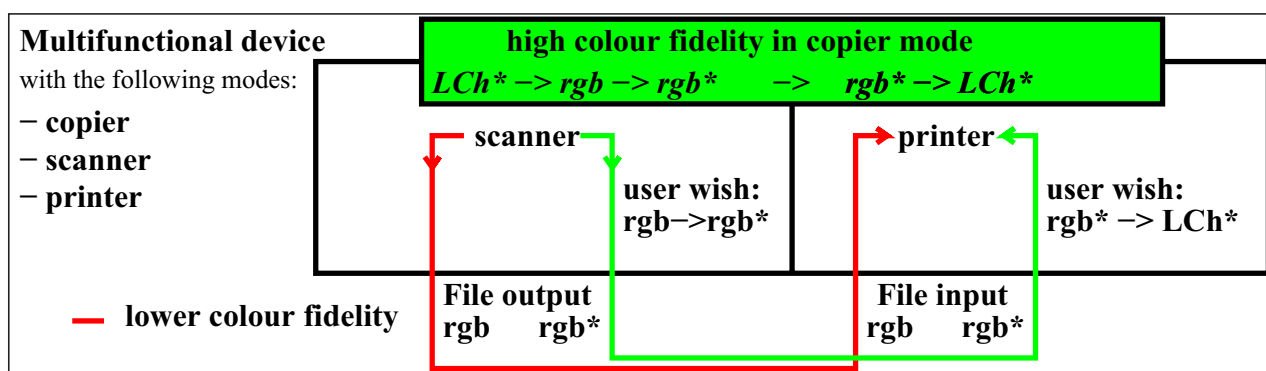 Multifunctional device
with the following modes:
− copier
− scanner
− printer
high colour fidelity in copier mode
LCh* −> rgb −> rgb* −> rgb* −> LCh*
scanner
printer
user wish:
rgb−>rgb*
user wish:
rgb* −> LCh*
File output
rgb rgb*
File input
rgb rgb*
lower colour fidelity